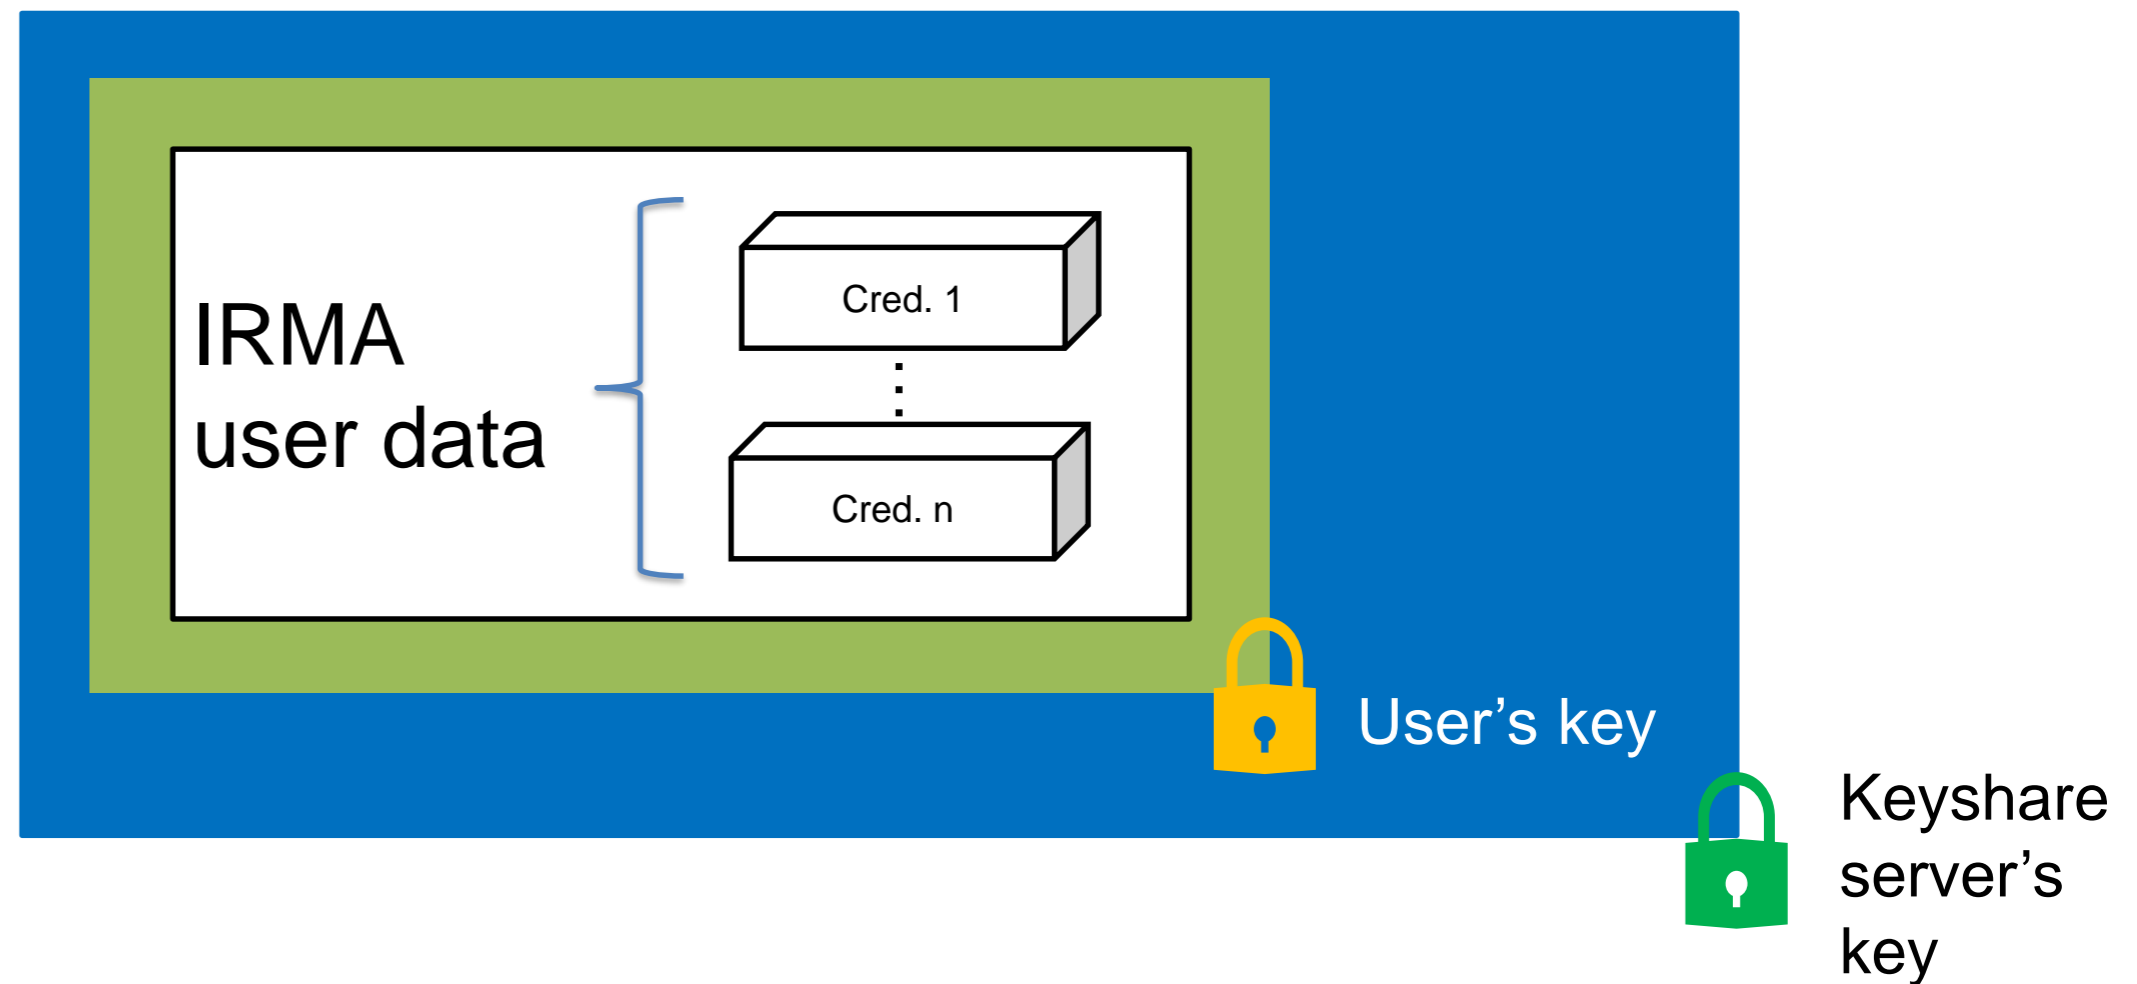 Cred. 1
IRMA
user data
⋮
Cred. n
User’s key
Keyshare
server’s
key